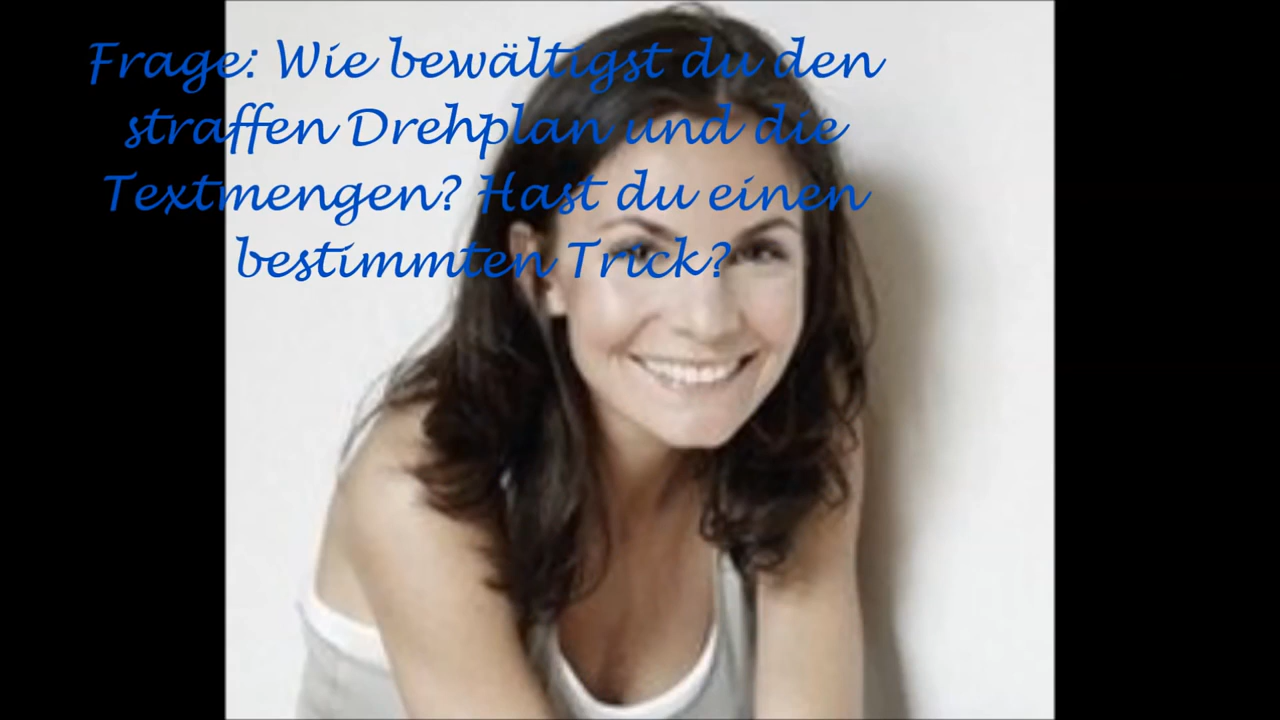 Frage: Wie bewältigst du den
straffen Drehplan und die
Textmengen? Hast du einen
bestimmten Trick?